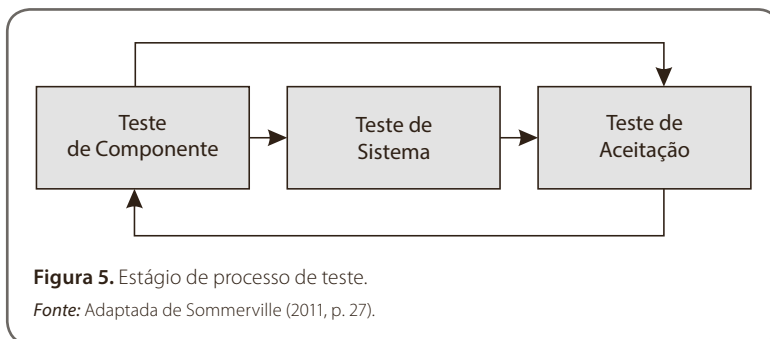 Teste
de Componente
Teste de
Sistema
Teste de
Aceitação
Figura 5. Estágio de processo de teste.
Fonte: Adaptada de Sommerville (2011, p. 27).